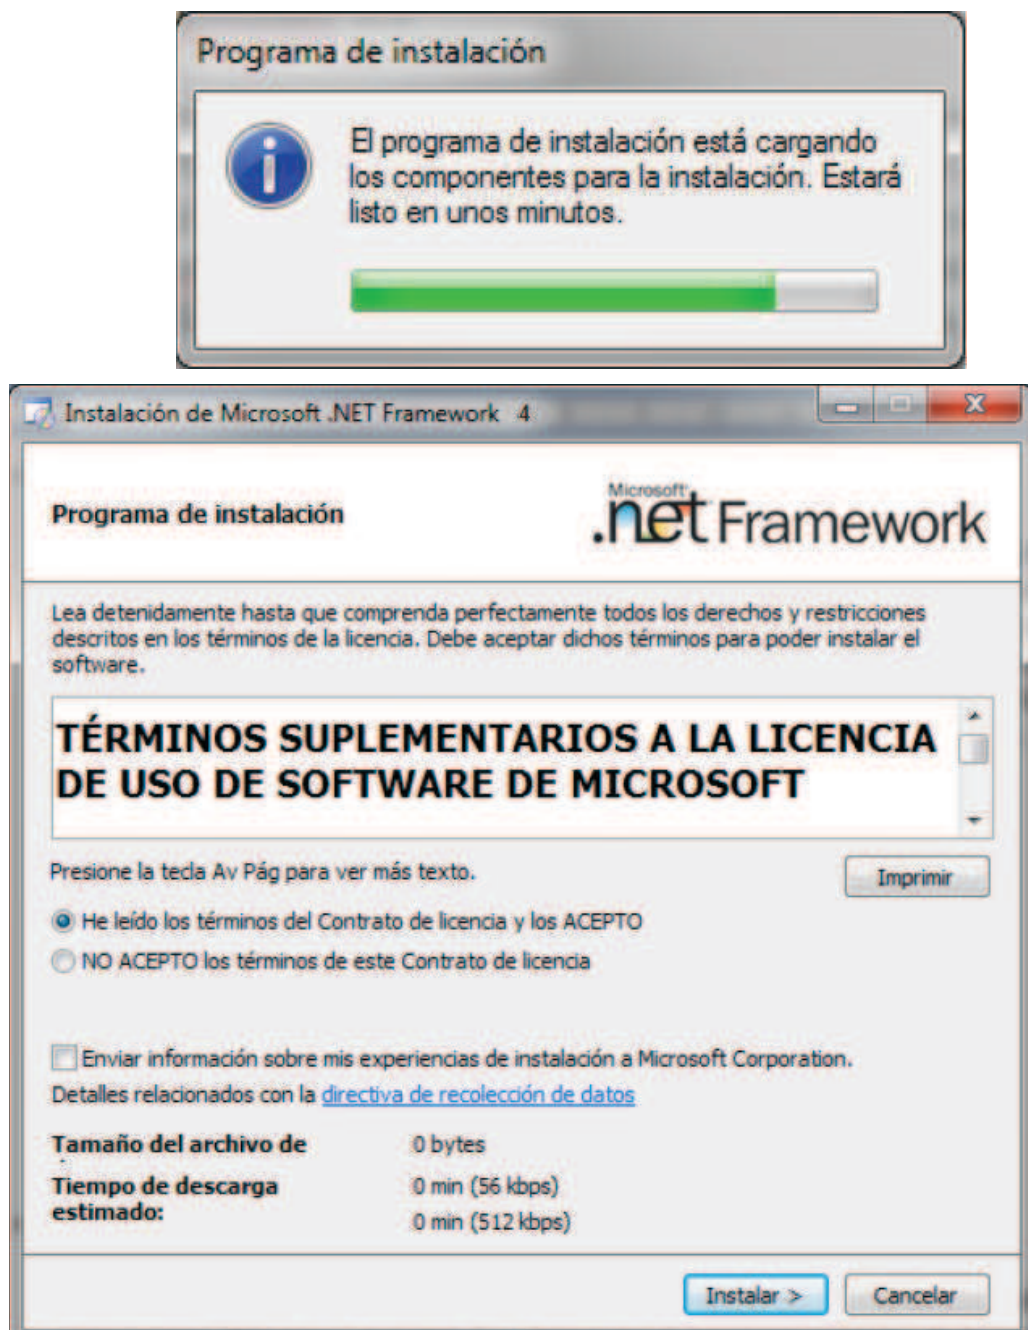 Programa de instalación
El programa de instalación está cargando
los componentes para la instalación. Estará
listo en unos minutos.
Instalación de Microsoft .NET Framework 4
Programa de instalación
Microsoft
.net Framework
Lea detenidamente hasta que comprenda perfectamente todos los derechos y restricciones
descritos en los términos de la licencia. Debe aceptar dichos términos para poder instalar el
software.
TÉRMINOS SUPLEMENTARIOS A LA LICENCIA
DE USO DE SOFTWARE DE MICROSOFT
Presione la tecla Av Pág para ver más texto.
Imprimir
He leído los términos del Contrato de licencia y los ACEPTO
NO ACEPTO los términos de este Contrato de licencia
Enviar información sobre mis experiencias de instalación a Microsoft Corporation.
Detalles relacionados con la directiva de recolección de datos
Tamaño del archivo de 0 bytes
Tiempo de descarga 0 min (56 kbps)
estimado: 0 min (512 kbps)
Instalar > Cancelar